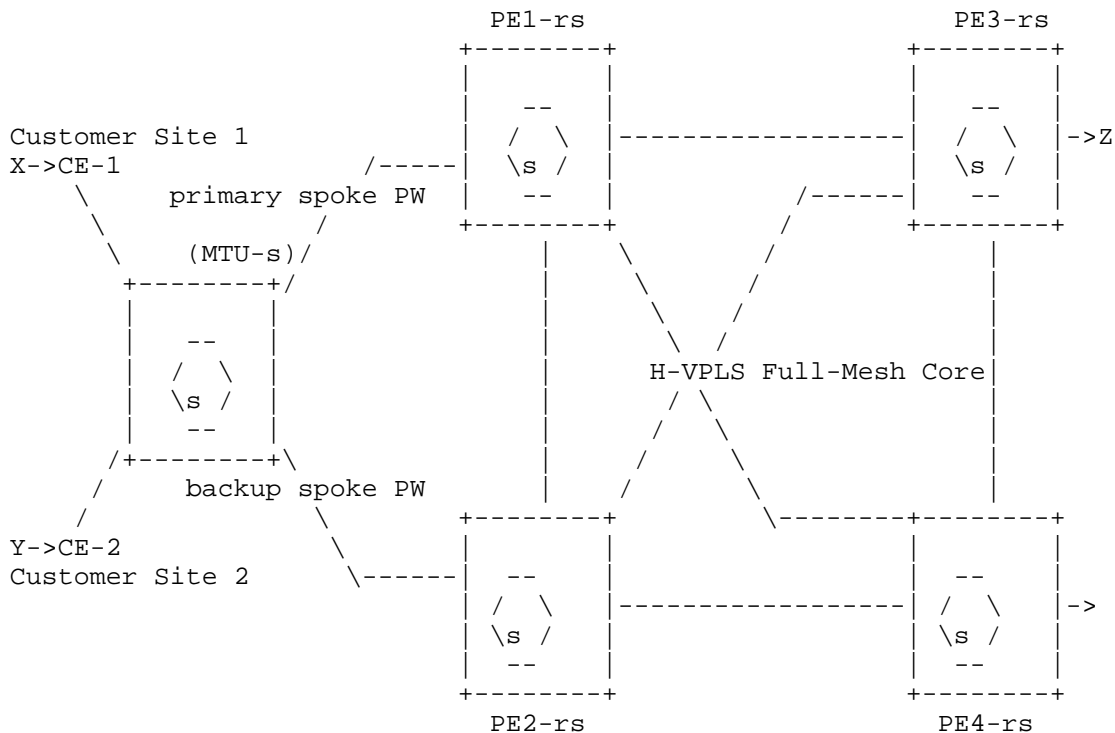 PE1-rs PE3-rs
Customer Site 1
->Z
X->CE-1
s s
primary spoke PW
(MTU-s)
H-VPLS Full-Mesh Core
s
backup spoke PW
Y->CE-2
Customer Site 2
->
s s
PE2-rs PE4-rs